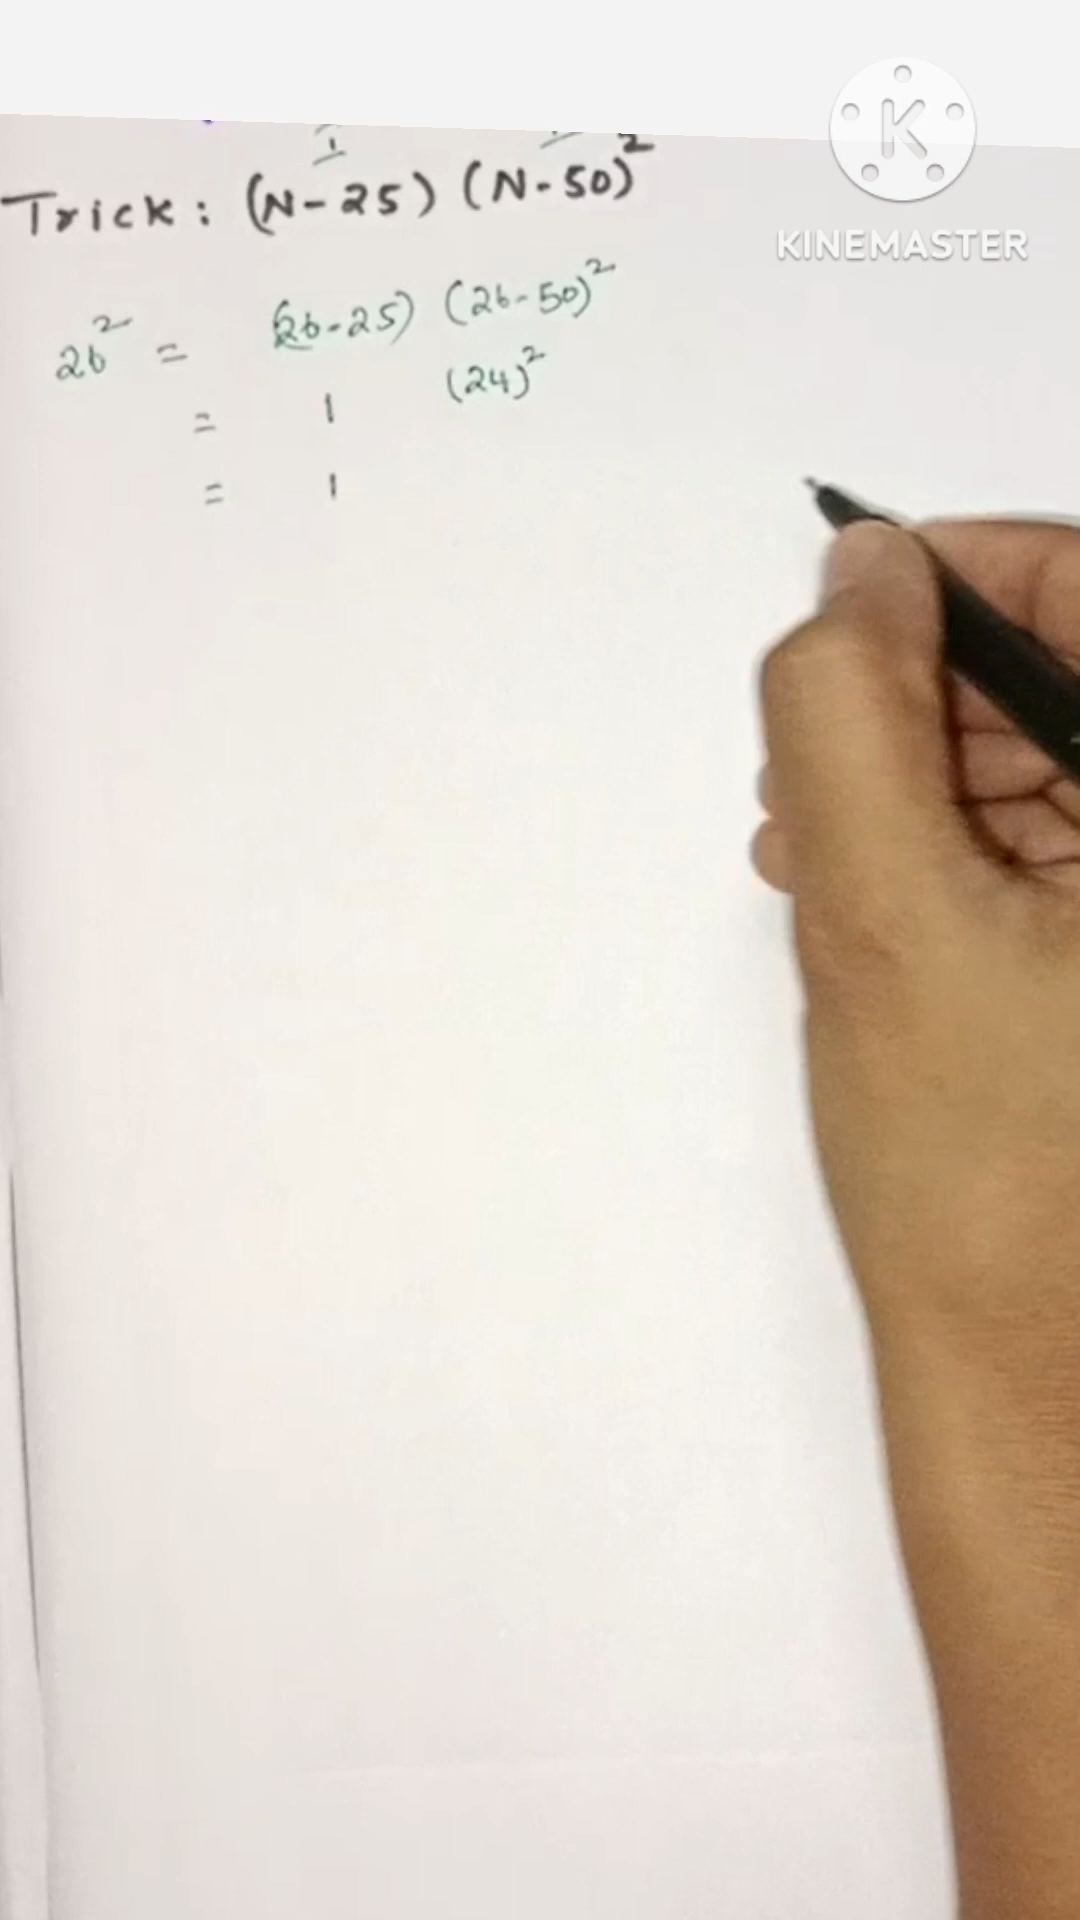 KINEMASTER
Trick: (N-25) (N-50)²
26² = (26-25) (26-50)²
= 1 (24)²
= 1